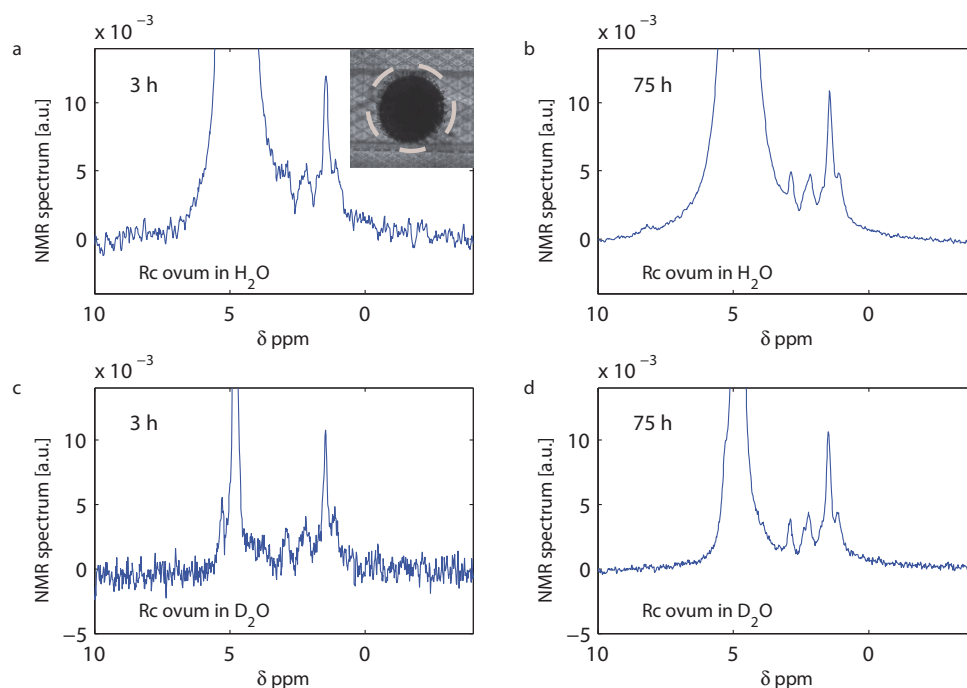 a
x 10⁻³
3 h
10
5
0
NMR spectrum [a.u.]
Rc ovum in H₂O
10 5 0
δ ppm
b
x 10⁻³
75 h
10
5
0
NMR spectrum [a.u.]
Rc ovum in H₂O
10 5 0
δ ppm
c
x 10⁻³
3 h
10
5
0
−5
NMR spectrum [a.u.]
Rc ovum in D₂O
10 5 0
δ ppm
d
x 10⁻³
75 h
10
5
0
−5
NMR spectrum [a.u.]
Rc ovum in D₂O
10 5 0
δ ppm